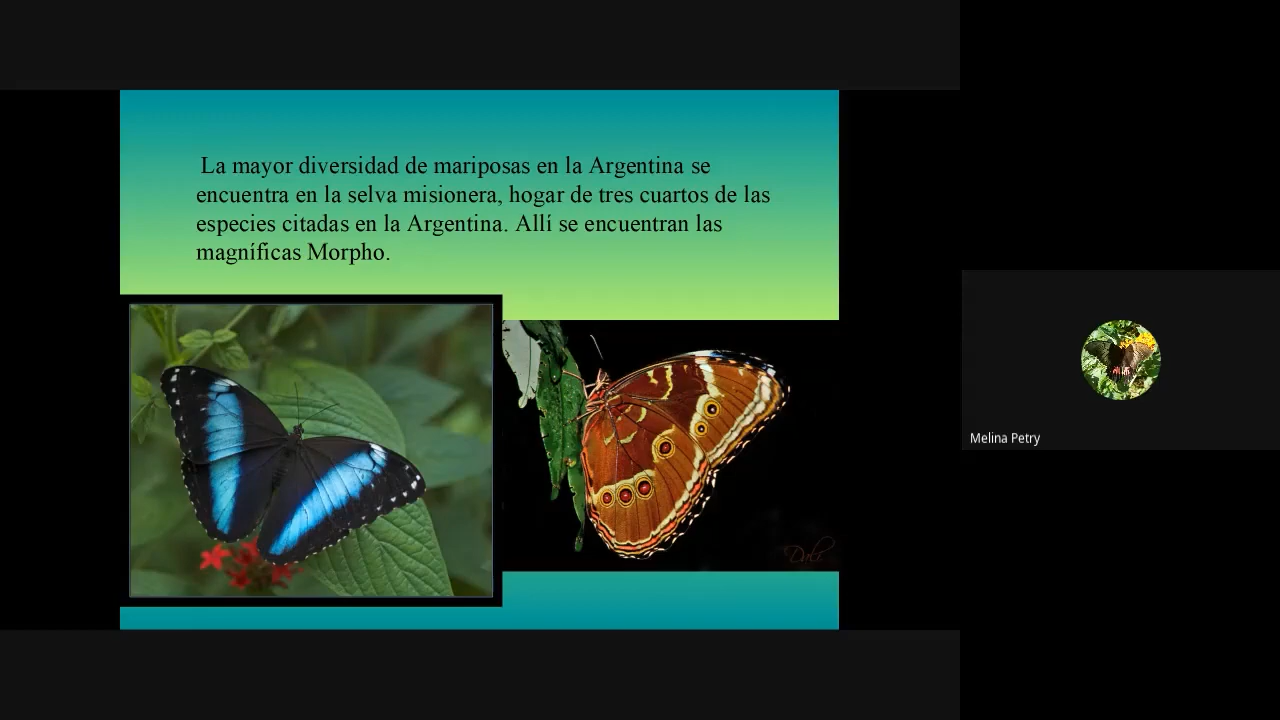 La mayor diversidad de mariposas en la Argentina se
encuentra en la selva misionera, hogar de tres cuartos de las
especies citadas en la Argentina. Allí se encuentran las
magníficas Morpho.
Dali
Melina Petry